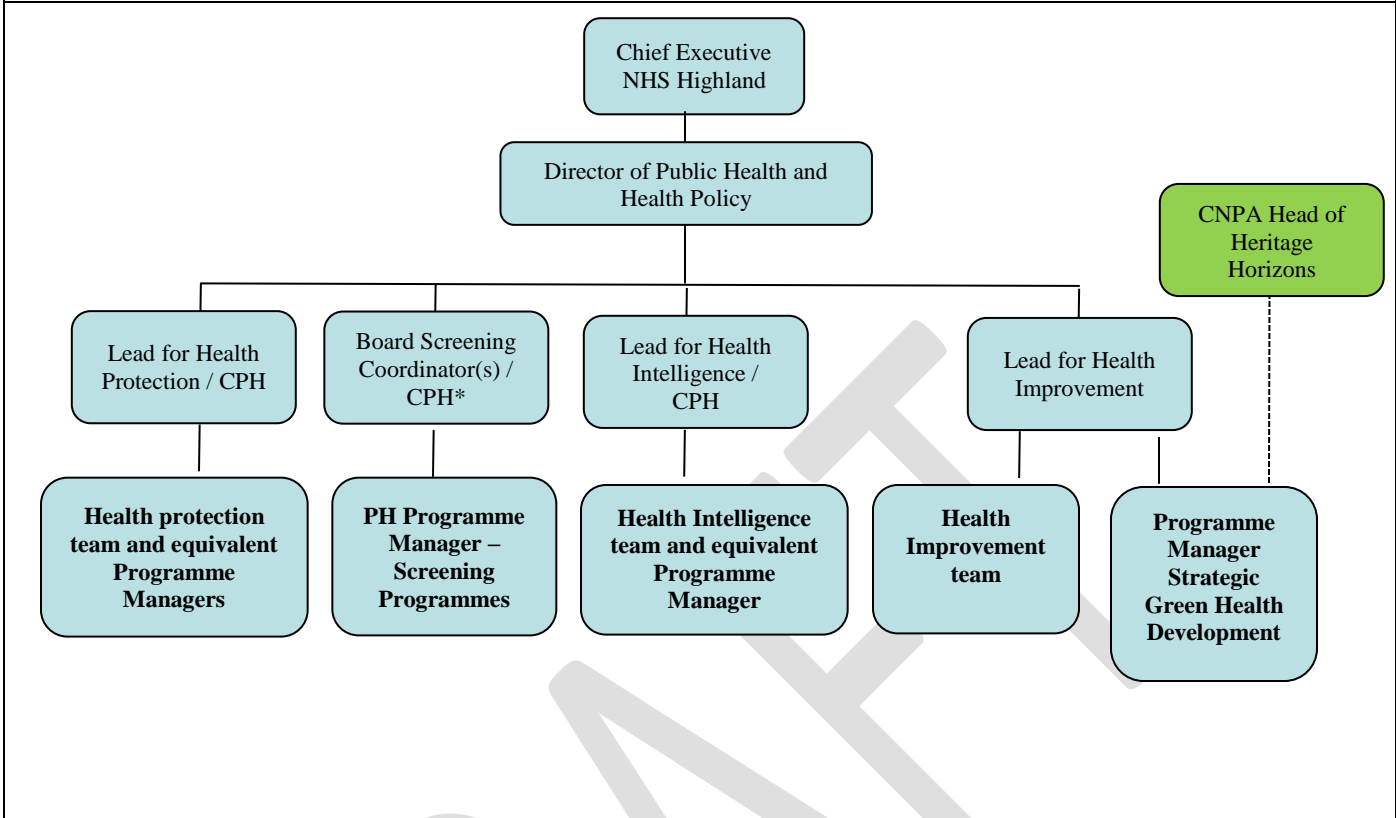 Chief Executive
NHS Highland
Director of Public Health and
Health Policy
CNPA Head of
Heritage
Horizons
Lead for Health
Protection / CPH
Board Screening
Coordinator(s) /
CPH*
Lead for Health
Intelligence /
CPH
Lead for Health
Improvement
Health protection
team and equivalent
Programme
Managers
PH Programme
Manager –
Screening
Programmes
Health Intelligence
team and equivalent
Programme
Manager
Health
Improvement
team
Programme
Manager
Strategic
Green Health
Development